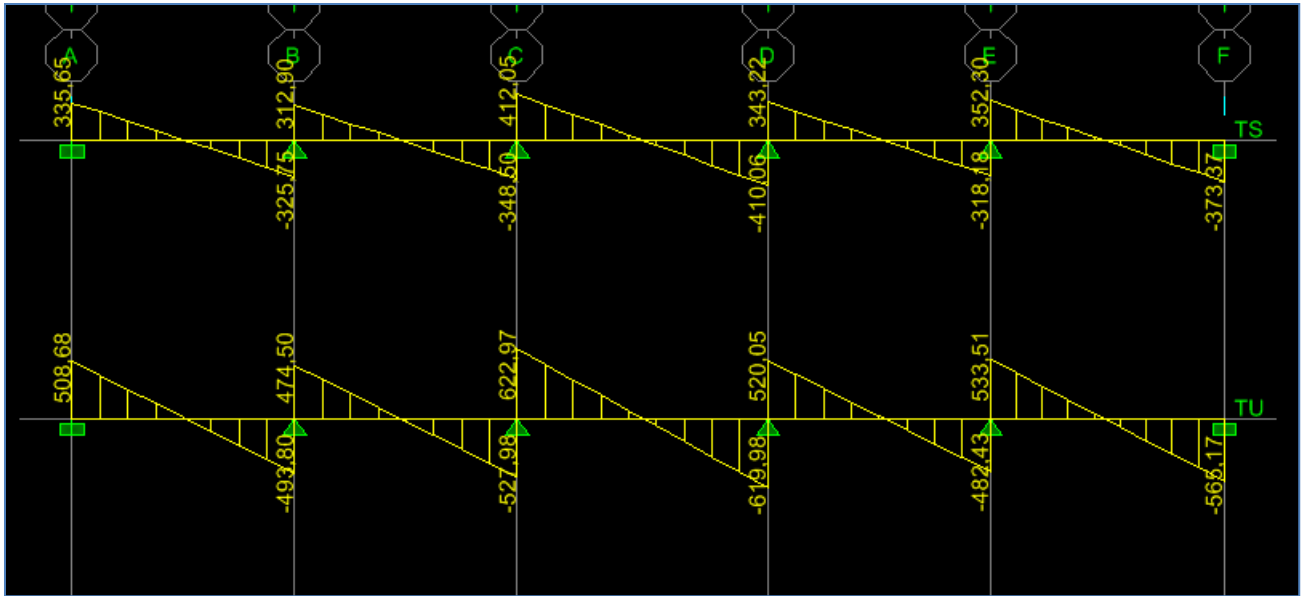 A B C D E F
335,65 312,90 412,05 343,22 352,30
TS
-325,75 -348,50 -410,06 -318,18 -373,37
508,68 474,50 622,97 520,05 533,51
TU
-493,80 -527,98 -619,98 -482,43 -565,17